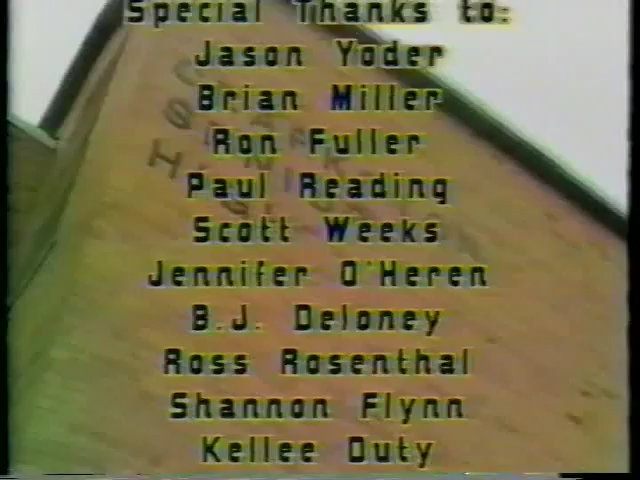 Special Thanks to:
Jason Yoder
Brian Miller
Ron Fuller
Paul Reading
Scott Weeks
Jennifer O'Heren
B.J. Deloney
Ross Rosenthal
Shannon Flynn
Kellee Duty